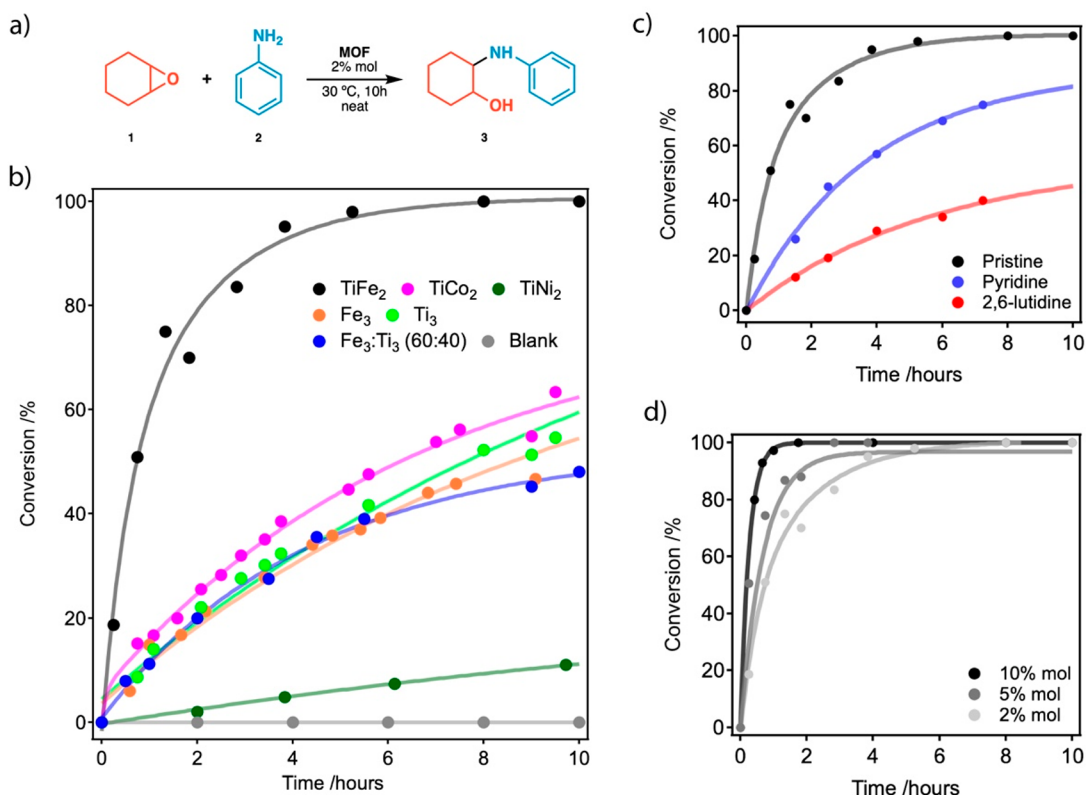 a)
NH₂
O
+
MOF
2% mol
30 ºC, 10h
neat
NH
OH
1
2
3
b)
Conversion /%
100
80
60
40
20
0
TiFe₂ TiCo₂ TiNi₂
Fe₃ Ti₃
Fe₃:Ti₃ (60:40) Blank
0 2 4 6 8 10
Time /hours
c)
Conversion /%
100
80
60
40
20
0
Pristine
Pyridine
2,6-lutidine
0 2 4 6 8 10
Time /hours
d)
Conversion /%
100
80
60
40
20
0
10% mol
5% mol
2% mol
0 2 4 6 8 10
Time /hours